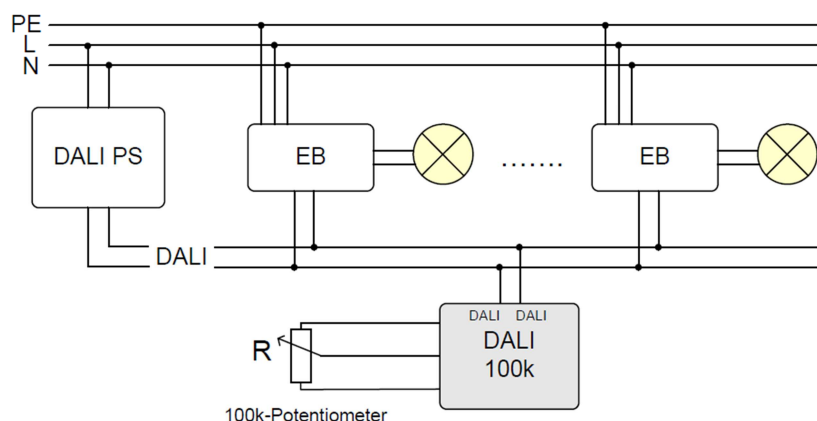 PE
L
N
DALI PS
EB
.......
EB
DALI
DALI DALI
DALI
100k
R
100k-Potentiometer